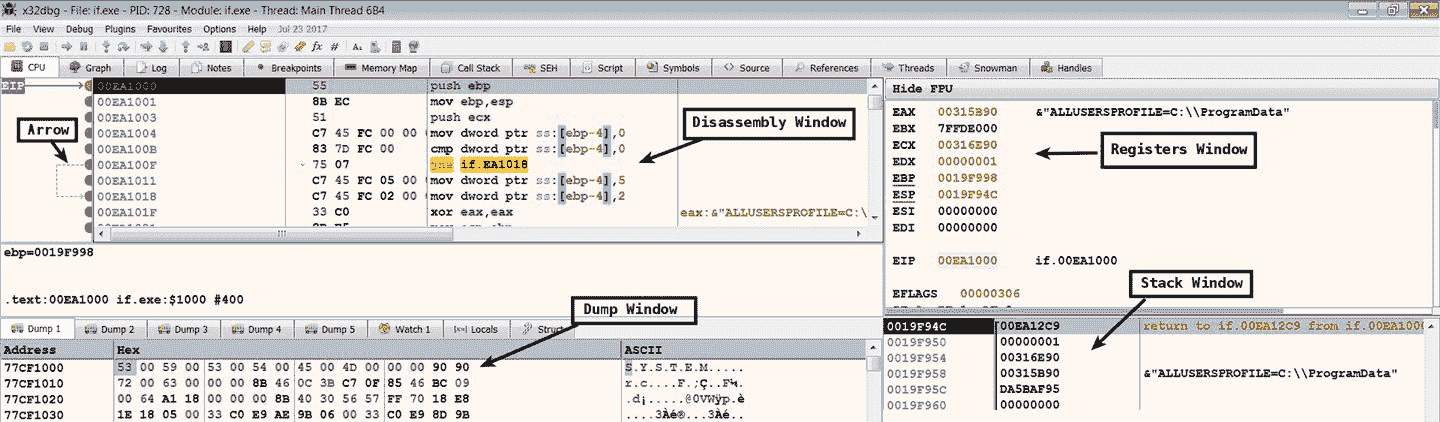 x32dbg - File: if.exe - PID: 728 - Module: if.exe - Thread: Main Thread 6B4
File View Debug Plugins Favourites Options Help Jul 23 2017
CPU Graph Log Notes Breakpoints Memory Map Call Stack SEH Script Symbols Source References Threads Snowman Handles
EIP 00EA1000 55 push ebp
00EA1001 8B EC mov ebp,esp
00EA1003 51 push ecx
00EA1004 C7 45 FC 00 00 mov dword ptr ss:[ebp-4],0
00EA100B 83 7D FC 00 cmp dword ptr ss:[ebp-4],0
00EA100F 75 07 jne if.EA1018
00EA1011 C7 45 FC 05 00 mov dword ptr ss:[ebp-4],5
00EA1018 C7 45 FC 02 00 mov dword ptr ss:[ebp-4],2
00EA101F 33 C0 xor eax,eax eax:&"ALLUSERSPROFILE=C:\
Arrow
Disassembly Window
Hide FPU
EAX 00315B90 &"ALLUSERSPROFILE=C:\\ProgramData"
EBX 7FFDE000
ECX 00316E90
EDX 00000001
EBP 0019F998
ESP 0019F94C
ESI 00000000
EDI 00000000
EIP 00EA1000 if.00EA1000
EFLAGS 00000306
Registers Window
ebp=0019F998
.text:00EA1000 if.exe:$1000 #400
Dump Window
Stack Window
Dump 1 Dump 2 Dump 3 Dump 4 Dump 5 Watch 1 Locals Struct
Address Hex ASCII
77CF1000 53 00 59 00 53 00 54 00 45 00 4D 00 00 00 90 90 S.Y.S.T.E.M.....
77CF1010 72 00 63 00 00 00 8B 46 0C 3B C7 0F 85 46 BC 09 r.c....F.;Ç..F¼.
77CF1020 00 64 A1 18 00 00 00 8B 40 30 56 57 FF 70 18 E8 .d¡.....@0VWÿp.è
77CF1030 1E 18 05 00 33 C0 E9 AE 9B 06 00 33 C0 E9 8D 9B ....3Àé®...3Àé..
0019F94C 00EA12C9 return to if.00EA12C9 from if.00EA1000
0019F950 00000001
0019F954 00316E90
0019F958 00315B90 &"ALLUSERSPROFILE=C:\\ProgramData"
0019F95C DA5BAF95
0019F960 00000000